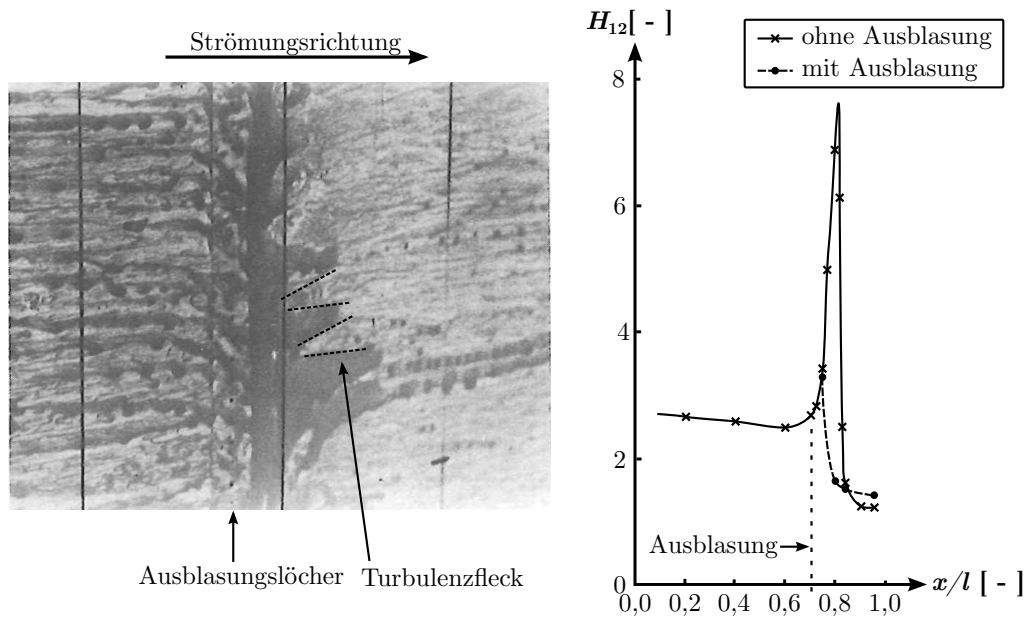 Strömungsrichtung
Ausblasungslöcher
Turbulenzfleck
H12[ - ]
ohne Ausblasung
mit Ausblasung
8
6
4
2
0
Ausblasung
0,0 0,2 0,4 0,6 0,8 1,0
x/l [ - ]